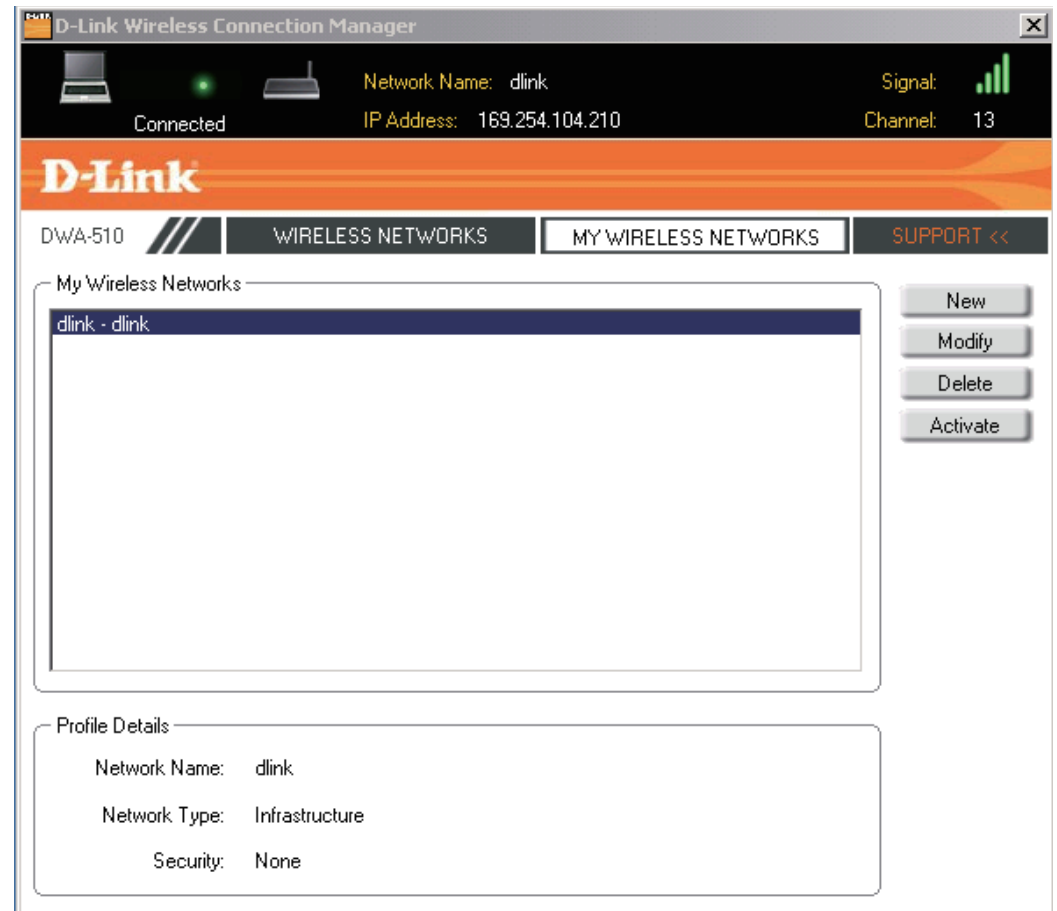 D-Link Wireless Connection Manager
Network Name: dlink Signal:
Connected IP Address: 169.254.104.210 Channel: 13
D-Link
DWA-510 WIRELESS NETWORKS MY WIRELESS NETWORKS SUPPORT <<
My Wireless Networks
dlink - dlink
New
Modify
Delete
Activate
Profile Details
Network Name: dlink
Network Type: Infrastructure
Security: None